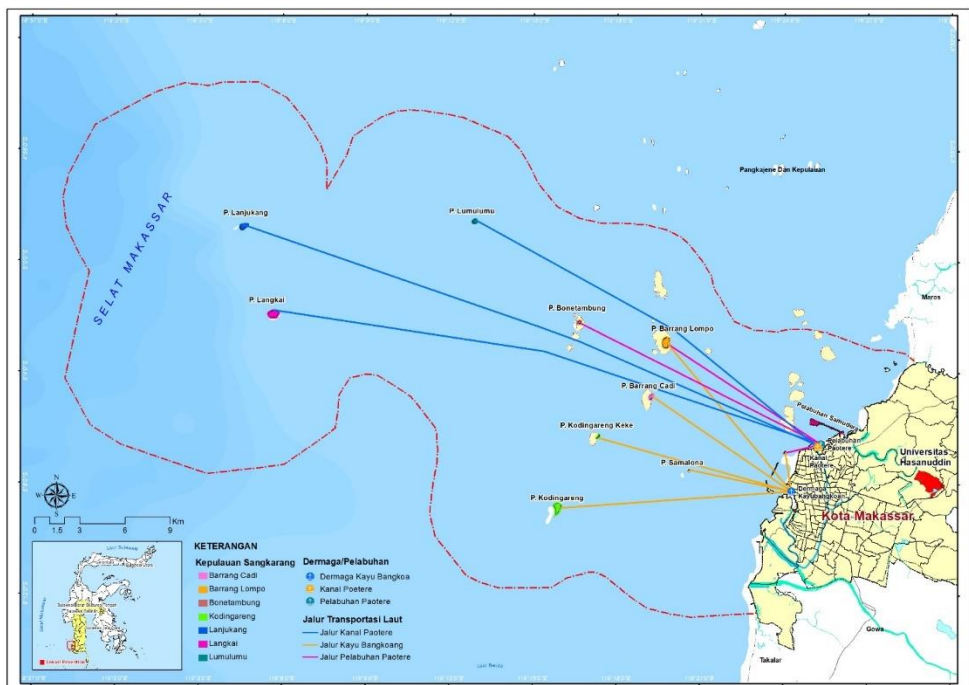 Pangkajene Dan Kepulauan
P. Lanjukang
P. Lumulumu
SELAT MAKASSAR
P. Langkai
P. Bonetambung
Maros
P. Barrang Lompo
P. Barrang Cadi
Pelabuhan Samudera
P. Kodingareng Keke
Pelabuhan
Paotere
Kanal
Paotere
Universitas
Hasanuddin
P. Samalona
Dermaga
Kayubangkoan
P. Kodingareng
Kota Makassar
N
W
E
S
Km
0 1.5 3 6 9
KETERANGAN
Kepulauan Sangkarang
Barrang Cadi
Barrang Lompo
Bonetambung
Kodingareng
Lanjukang
Langkai
Lumulumu
Dermaga/Pelabuhan
Dermaga Kayu Bangkoa
Kanal Poetere
Pelabuhan Paotere
Jalur Transportasi Laut
Jalur Kanal Paotere
Jalur Kayu Bangkoang
Jalur Pelabuhan Paotere
Gowa
Takalar